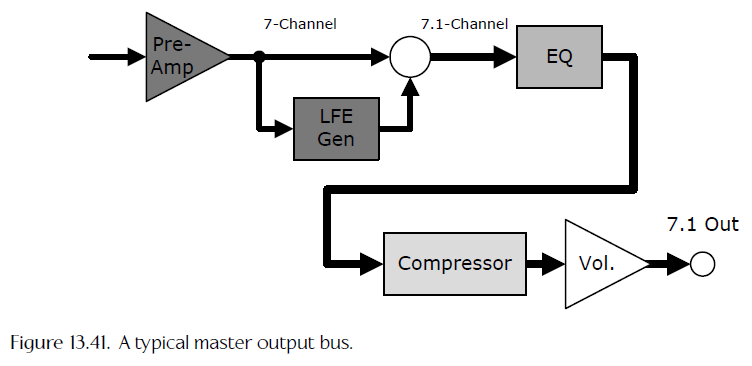 7-Channel
7.1-Channel
Pre-
Amp
EQ
LFE
Gen
7.1 Out
Compressor
Vol.
Figure 13.41. A typical master output bus.